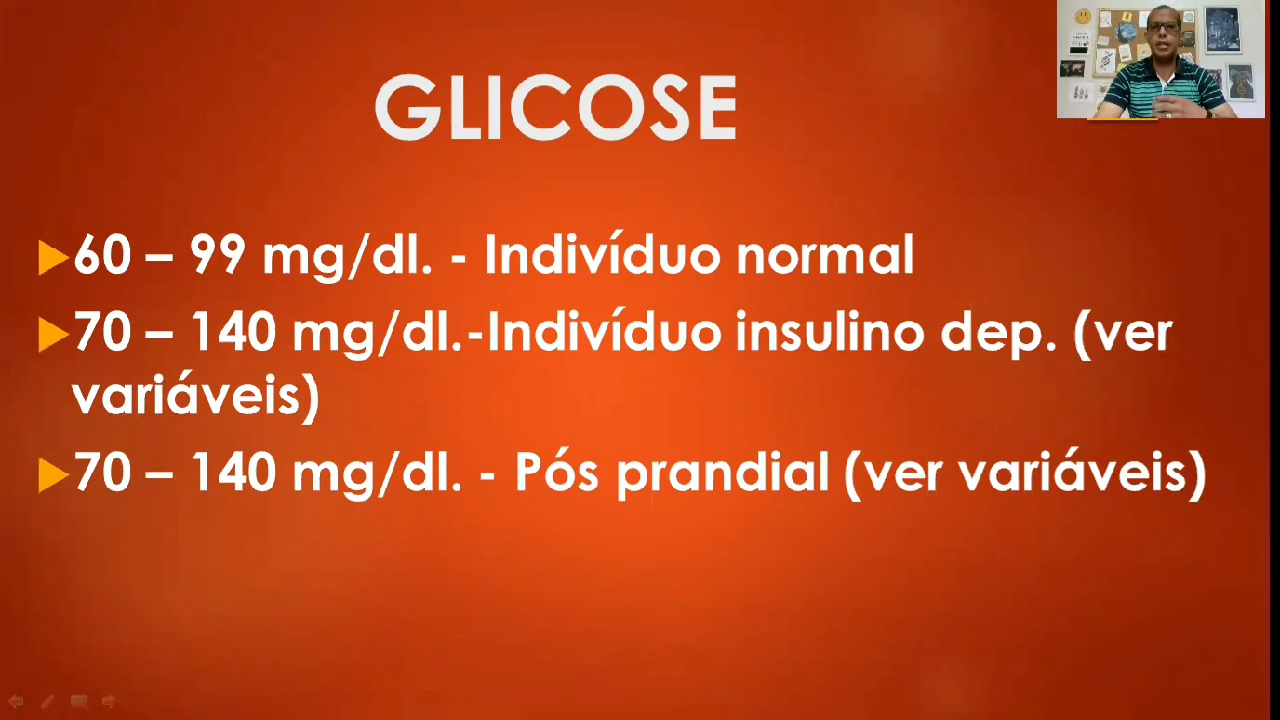 GLICOSE
60 – 99 mg/dl. - Indivíduo normal
70 – 140 mg/dl.-Indivíduo insulino dep. (ver
variáveis)
70 – 140 mg/dl. - Pós prandial (ver variáveis)